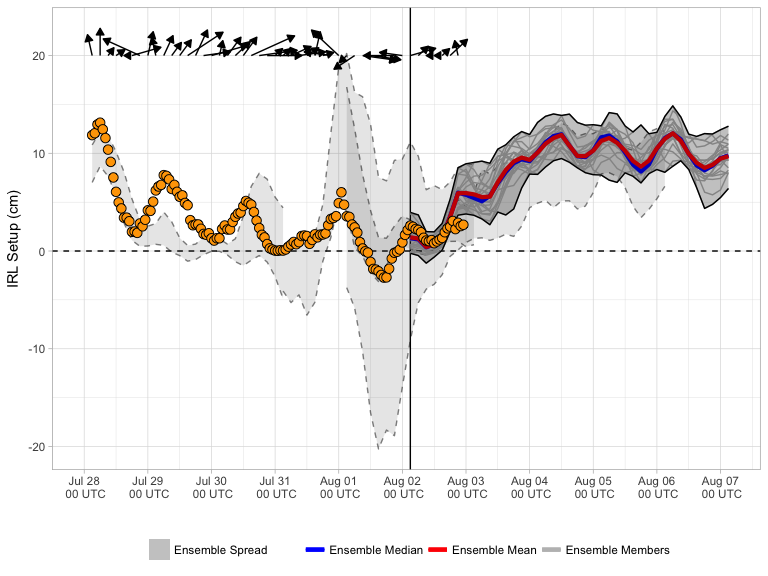 IRL Setup (cm)
20
10
0
-10
-20
Jul 28 Jul 29 Jul 30 Jul 31 Aug 01 Aug 02 Aug 03 Aug 04 Aug 05 Aug 06 Aug 07
00 UTC 00 UTC 00 UTC 00 UTC 00 UTC 00 UTC 00 UTC 00 UTC 00 UTC 00 UTC 00 UTC
Ensemble Spread Ensemble Median Ensemble Mean Ensemble Members